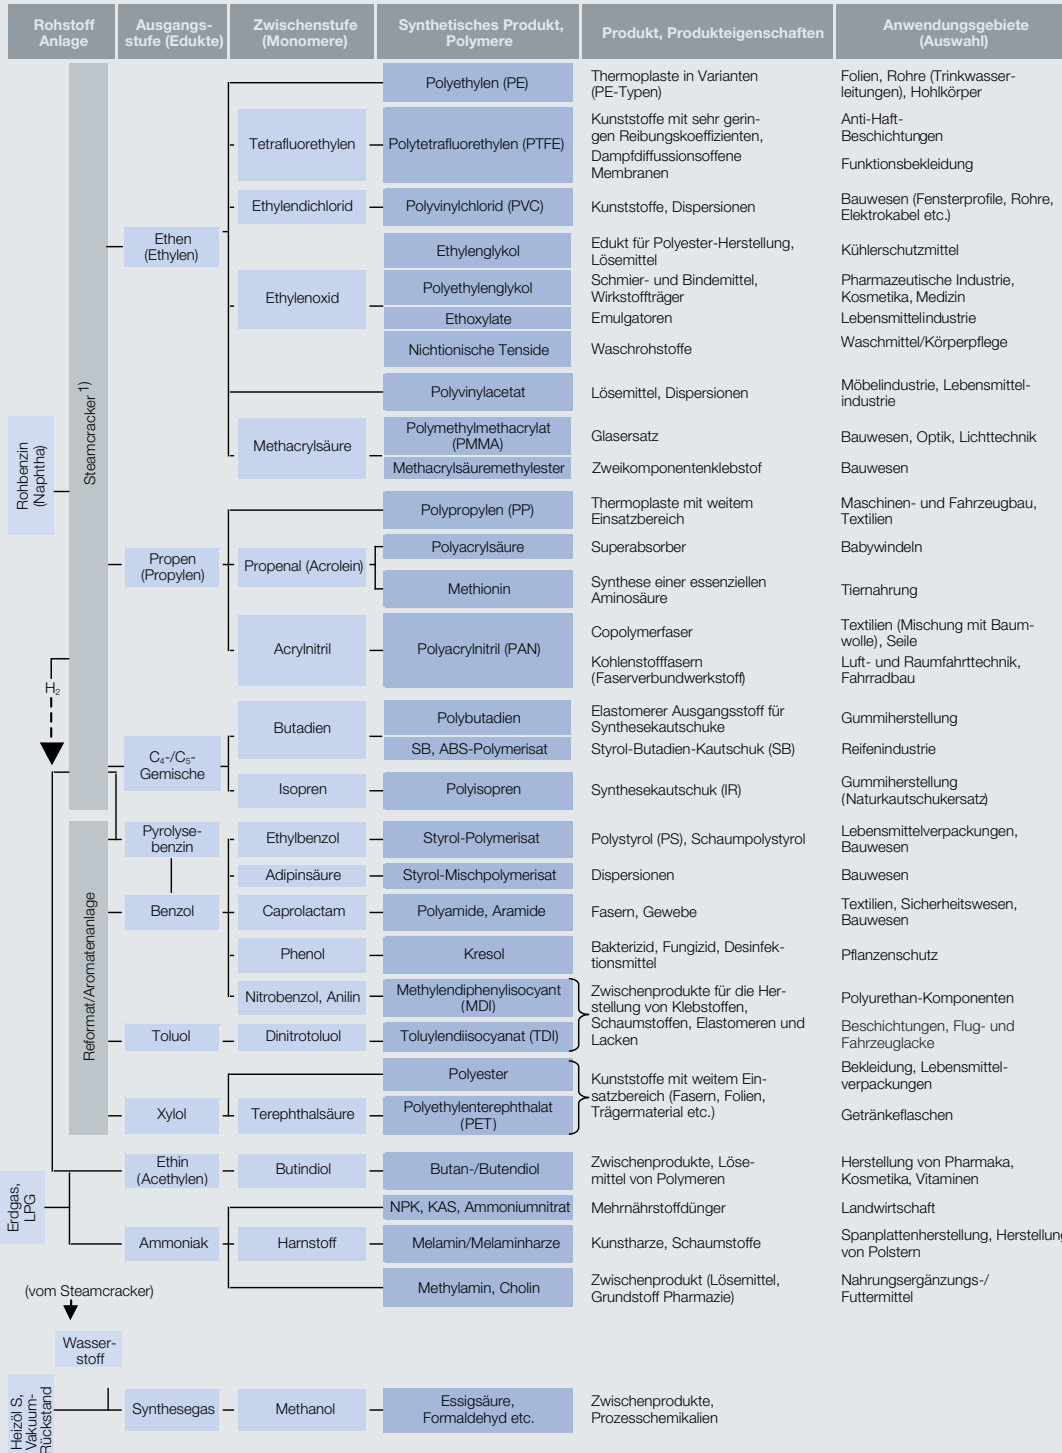 Rohstoff
Anlage
Ausgangs-
stufe (Edukte)
Zwischenstufe
(Monomere)
Synthetisches Produkt,
Polymere
Produkt, Produkteigenschaften
Anwendungsgebiete
(Auswahl)
Rohbenzin
(Naphtha)
Steamcracker 1)
Ethen
(Ethylen)
Polyethylen (PE)
Thermoplaste in Varianten
(PE-Typen)
Folien, Rohre (Trinkwasser-
leitungen), Hohlkörper
Tetrafluorethylen
Polytetrafluorethylen (PTFE)
Kunststoffe mit sehr gerin-
gen Reibungskoeffizienten,
Dampfdiffusionsoffene
Membranen
Anti-Haft-
Beschichtungen
Funktionsbekleidung
Ethylendichlorid
Polyvinylchlorid (PVC)
Kunststoffe, Dispersionen
Bauwesen (Fensterprofile, Rohre,
Elektrokabel etc.)
Ethylenoxid
Ethylenglykol
Edukt für Polyester-Herstellung,
Lösemittel
Kühlerschutzmittel
Polyethylenglykol
Schmier- und Bindemittel,
Wirkstoffträger
Pharmazeutische Industrie,
Kosmetika, Medizin
Ethoxylate
Emulgatoren
Lebensmittelindustrie
Nichtionische Tenside
Waschrohstoffe
Waschmittel/Körperpflege
Polyvinylacetat
Lösemittel, Dispersionen
Möbelindustrie, Lebensmittel-
industrie
Methacrylsäure
Polymethylmethacrylat
(PMMA)
Glasersatz
Bauwesen, Optik, Lichttechnik
Methacrylsäuremethylester
Zweikomponentenklebstof
Bauwesen
Propen
(Propylen)
Polypropylen (PP)
Thermoplaste mit weitem
Einsatzbereich
Maschinen- und Fahrzeugbau,
Textilien
Propenal (Acrolein)
Polyacrylsäure
Superabsorber
Babywindeln
Methionin
Synthese einer essenziellen
Aminosäure
Tiernahrung
Acrylnitril
Polyacrylnitril (PAN)
Copolymerfaser
Textilien (Mischung mit Baum-
wolle), Seile
Kohlenstofffasern
(Faserverbundwerkstoff)
Luft- und Raumfahrttechnik,
Fahrradbau
H₂
C₄-/C₅-
Gemische
Butadien
Polybutadien
Elastomerer Ausgangsstoff für
Synthesekautschuke
Gummiherstellung
SB, ABS-Polymerisat
Styrol-Butadien-Kautschuk (SB)
Reifenindustrie
Isopren
Polyisopren
Synthesekautschuk (IR)
Gummiherstellung
(Naturkautschukersatz)
Reformat/Aromatenanlage
Pyrolyse-
benzin
Ethylbenzol
Styrol-Polymerisat
Polystyrol (PS), Schaumpolystyrol
Lebensmittelverpackungen,
Bauwesen
Adipinsäure
Styrol-Mischpolymerisat
Dispersionen
Bauwesen
Benzol
Caprolactam
Polyamide, Aramide
Fasern, Gewebe
Textilien, Sicherheitswesen,
Bauwesen
Phenol
Kresol
Bakterizid, Fungizid, Desinfek-
tionsmittel
Pflanzenschutz
Nitrobenzol, Anilin
Methylendiphenylisocyant
(MDI)
Zwischenprodukte für die Her-
stellung von Klebstoffen,
Schaumstoffen, Elastomeren und
Lacken
Polyurethan-Komponenten
Toluol
Dinitrotoluol
Toluylendiisocyanat (TDI)
Beschichtungen, Flug- und
Fahrzeuglacke
Xylol
Polyester
Kunststoffe mit weitem Ein-
satzbereich (Fasern, Folien,
Trägermaterial etc.)
Bekleidung, Lebensmittel-
verpackungen
Terephthalsäure
Polyethylenterephthalat
(PET)
Getränkeflaschen
Erdgas,
LPG
Ethin
(Acethylen)
Butindiol
Butan-/Butendiol
Zwischenprodukte, Löse-
mittel von Polymeren
Herstellung von Pharmaka,
Kosmetika, Vitaminen
NPK, KAS, Ammoniumnitrat
Mehrnährstoffdünger
Landwirtschaft
Ammoniak
Harnstoff
Melamin/Melaminharze
Kunstharze, Schaumstoffe
Spanplattenherstellung, Herstellung
von Polstern
Methylamin, Cholin
Zwischenprodukt (Lösemittel,
Grundstoff Pharmazie)
Nahrungsergänzungs-/
Futtermittel
(vom Steamcracker)
Wasser-
stoff
Heizöl S,
Vakuum-
Rückstand
Synthesegas
Methanol
Essigsäure,
Formaldehyd etc.
Zwischenprodukte,
Prozesschemikalien